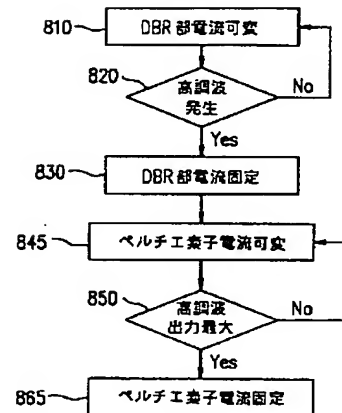 810
DBR部電流可変
820
高調波
発生
No
Yes
830
DBR部電流固定
845
ペルチエ素子電流可変
850
高調波
出力最大
No
Yes
865
ペルチエ素子電流固定